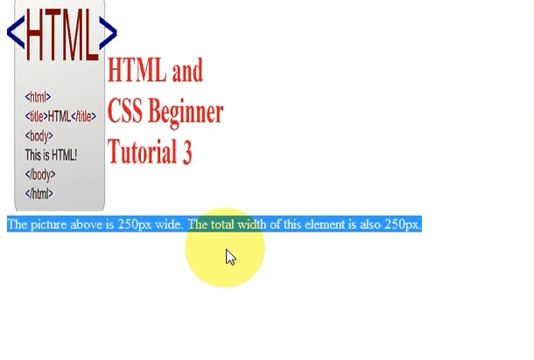 <HTML>
<html>
<title>HTML</title>
<body>
This is HTML!
</body>
</html>
HTML and
CSS Beginner
Tutorial 3
The picture above is 250px wide. The total width of this element is also 250px.